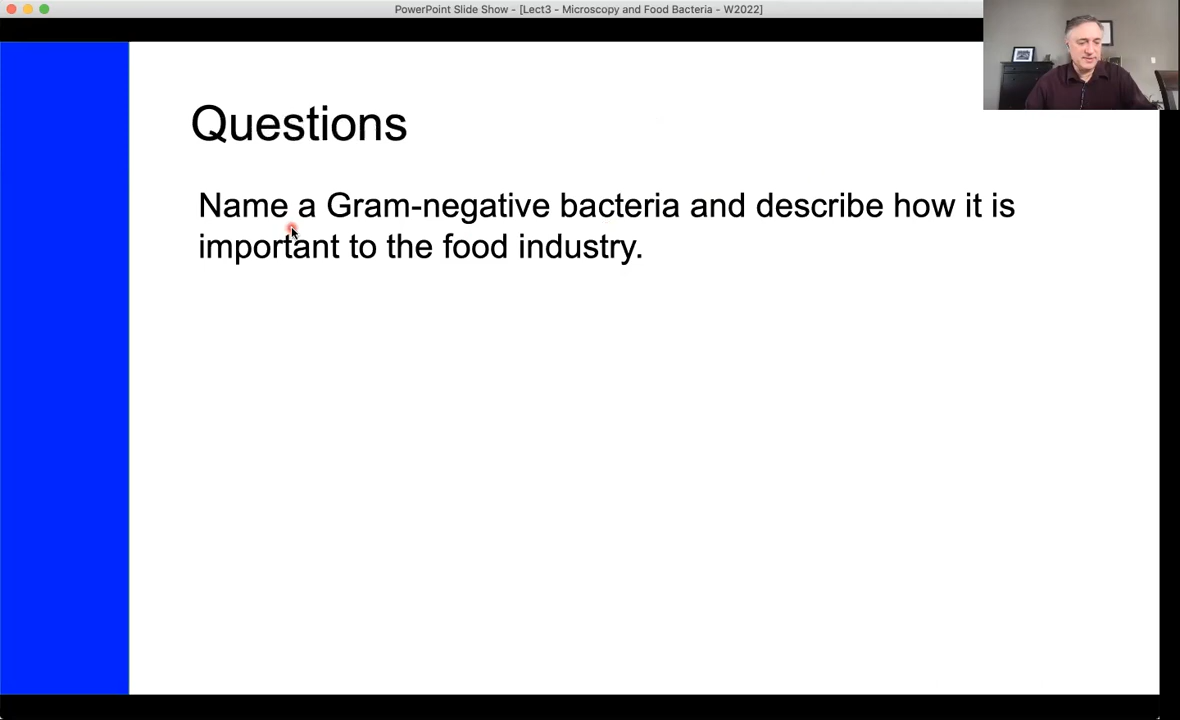 PowerPoint Slide Show - [Lect3 - Microscopy and Food Bacteria - W2022]
Questions
Name a Gram-negative bacteria and describe how it is
important to the food industry.